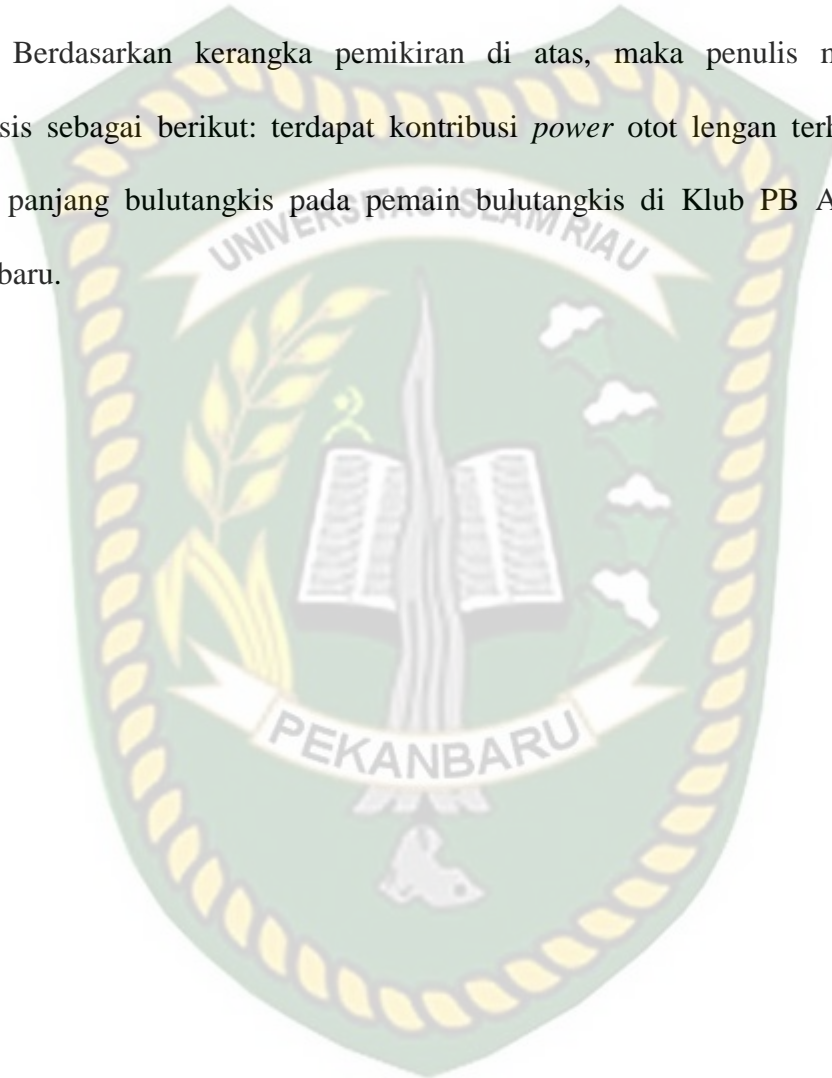 Berdasarkan kerangka pemikiran di atas, maka penulis
sis sebagai berikut: terdapat kontribusi power otot lengan
panjang bulutangkis pada pemain bulutangkis di Klub PB
baru.
UNIVERSITAS ISLAM RIAU
PEKANBARU